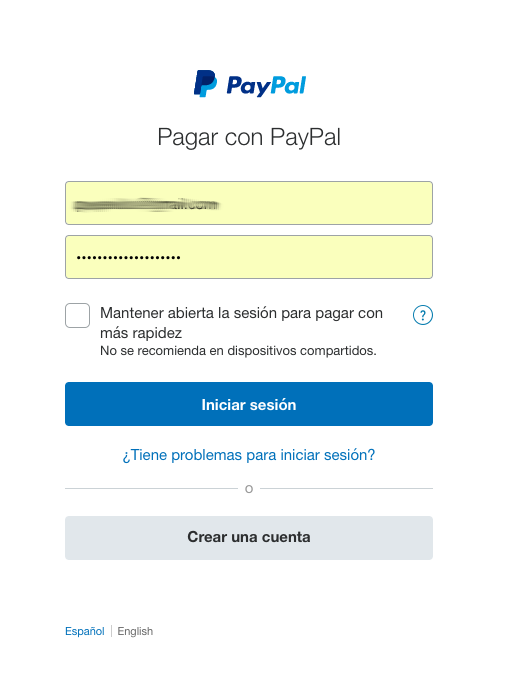 PayPal
Pagar con PayPal
••••••••••••••••••••
Mantener abierta la sesión para pagar con
más rapidez
No se recomienda en dispositivos compartidos.
?
Iniciar sesión
¿Tiene problemas para iniciar sesión?
o
Crear una cuenta
Español | English